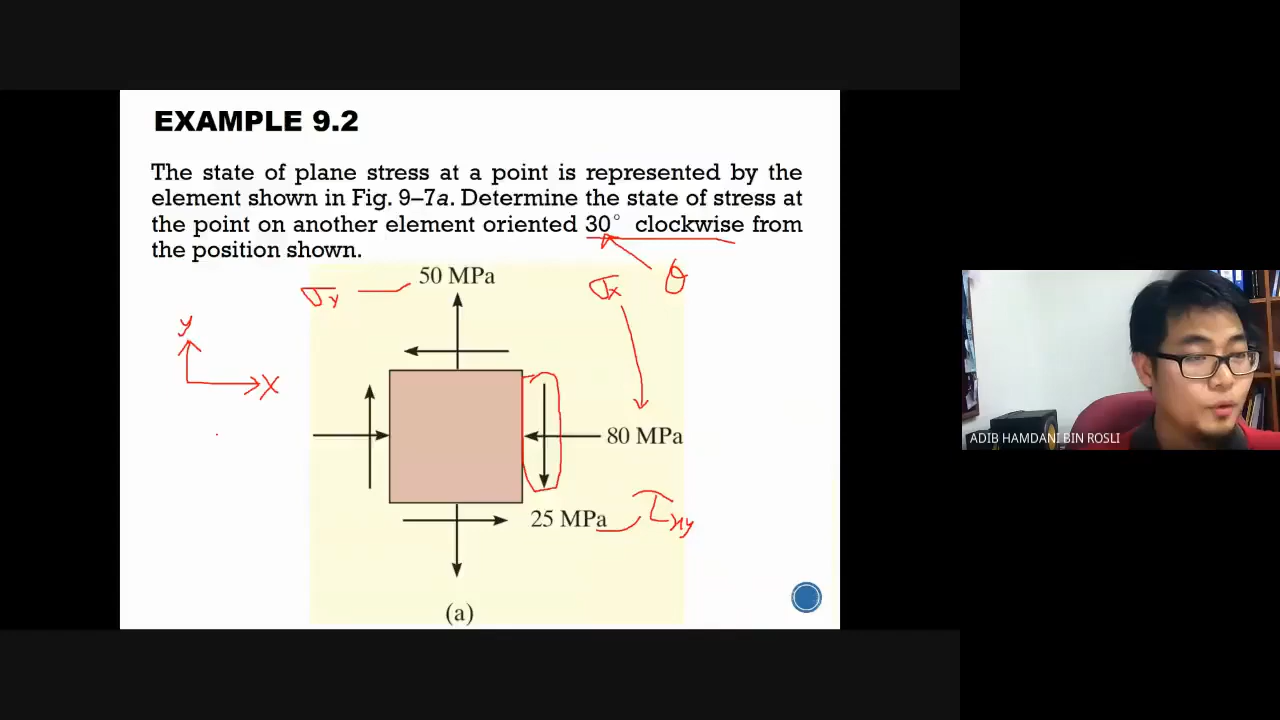 EXAMPLE 9.2
The state of plane stress at a point is represented by the
element shown in Fig. 9–7a. Determine the state of stress at
the point on another element oriented 30° clockwise from
the position shown.
50 MPa
σy
σx
θ
y
x
80 MPa
25 MPa
τxy
(a)
ADIB HAMDANI BIN ROSLI